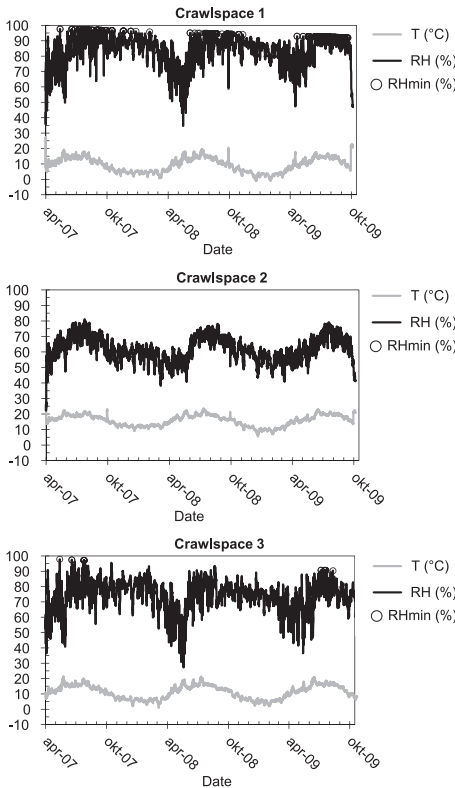 Crawlspace 1
100
90
80
70
60
50
40
30
20
10
0
-10
apr-07
okt-07
apr-08
okt-08
apr-09
okt-09
Date
T (°C)
RH (%)
RHmin (%)
Crawlspace 2
100
90
80
70
60
50
40
30
20
10
0
-10
apr-07
okt-07
apr-08
okt-08
apr-09
okt-09
Date
T (°C)
RH (%)
RHmin (%)
Crawlspace 3
100
90
80
70
60
50
40
30
20
10
0
-10
apr-07
okt-07
apr-08
okt-08
apr-09
okt-09
Date
T (°C)
RH (%)
RHmin (%)